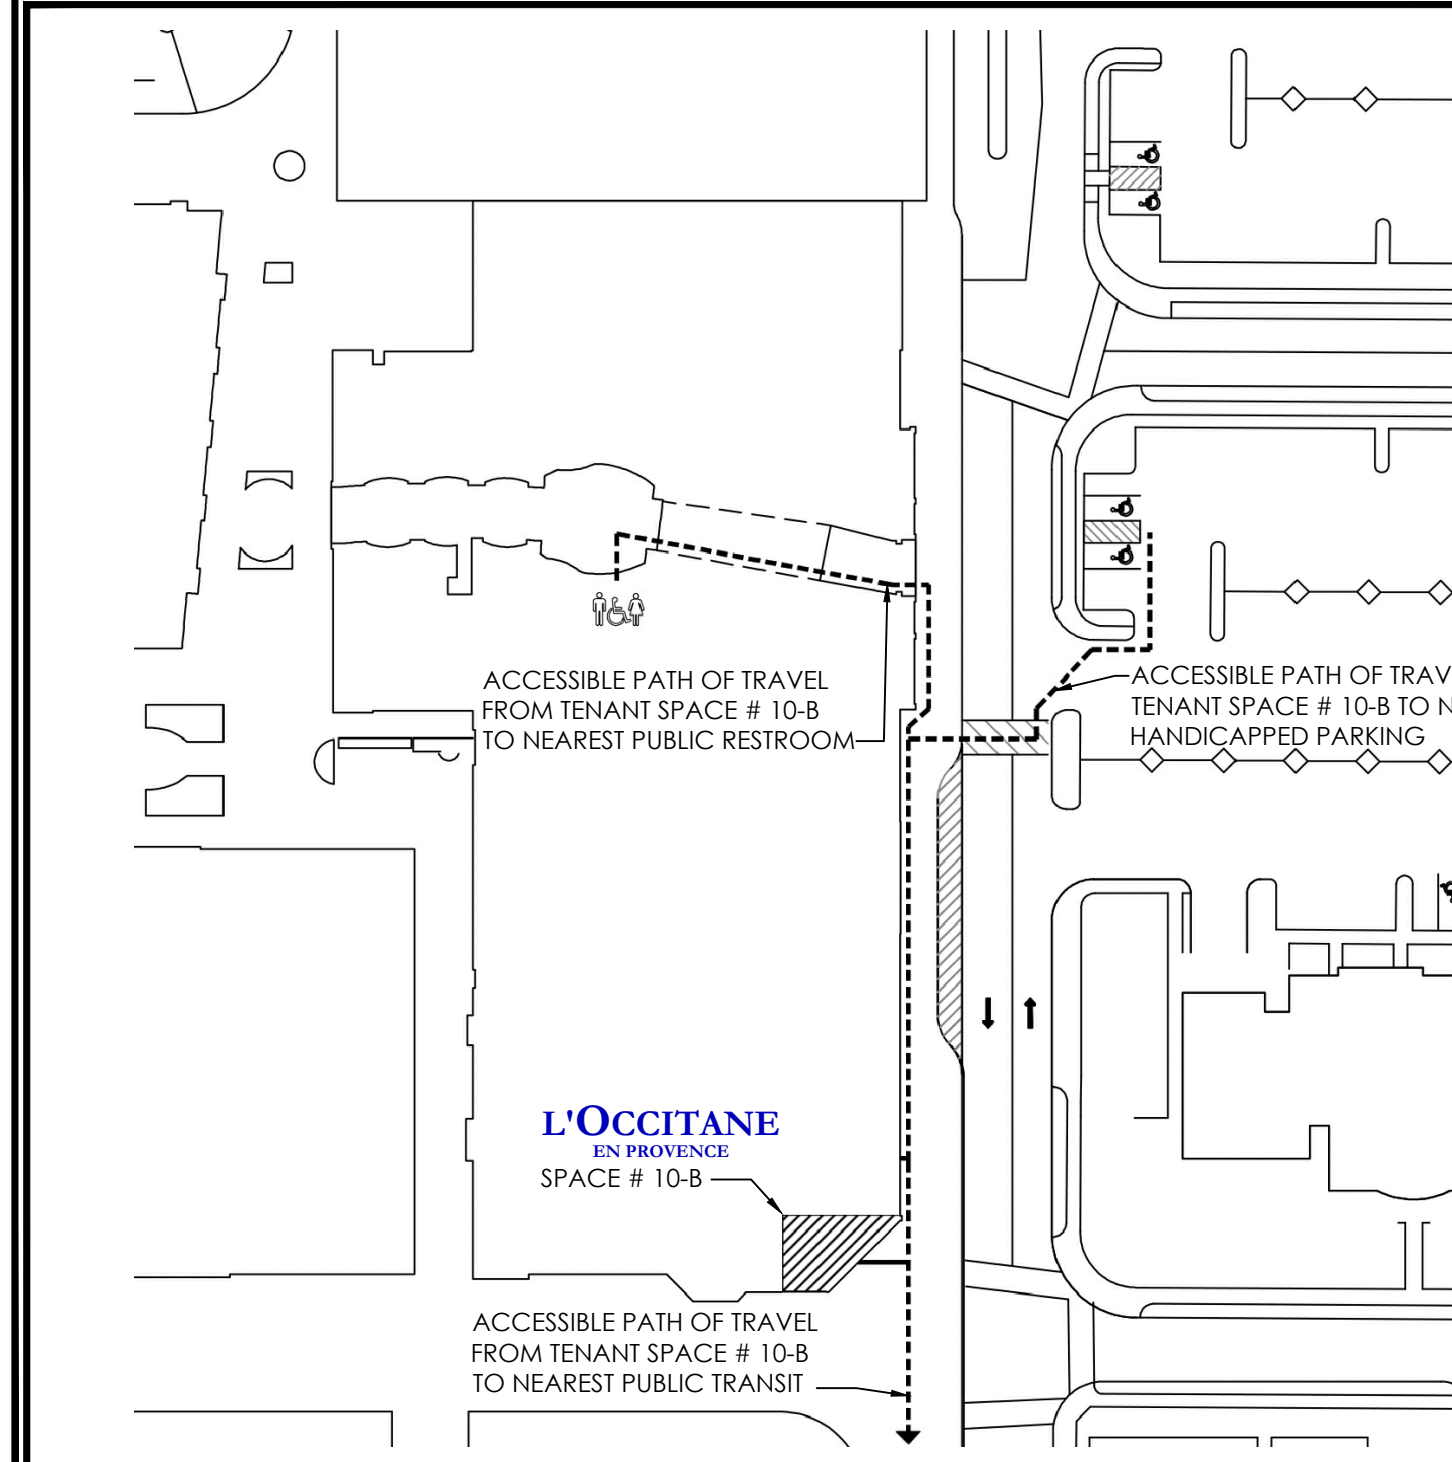 ACCESSIBLE PATH OF TRAVEL
FROM TENANT SPACE # 10-B
TO NEAREST PUBLIC RESTROOM
ACCESSIBLE PATH OF TRAV
TENANT SPACE # 10-B TO N
HANDICAPPED PARKING
L'OCCITANE
EN PROVENCE
SPACE # 10-B
ACCESSIBLE PATH OF TRAVEL
FROM TENANT SPACE # 10-B
TO NEAREST PUBLIC TRANSIT